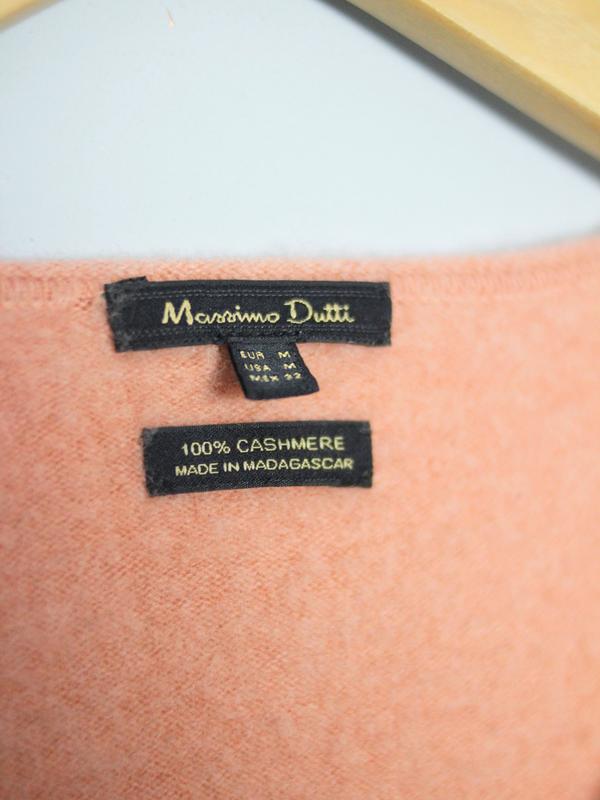 Massimo Dutti
EUR M
USA M
MEX 32
100% CASHMERE
MADE IN MADAGASCAR